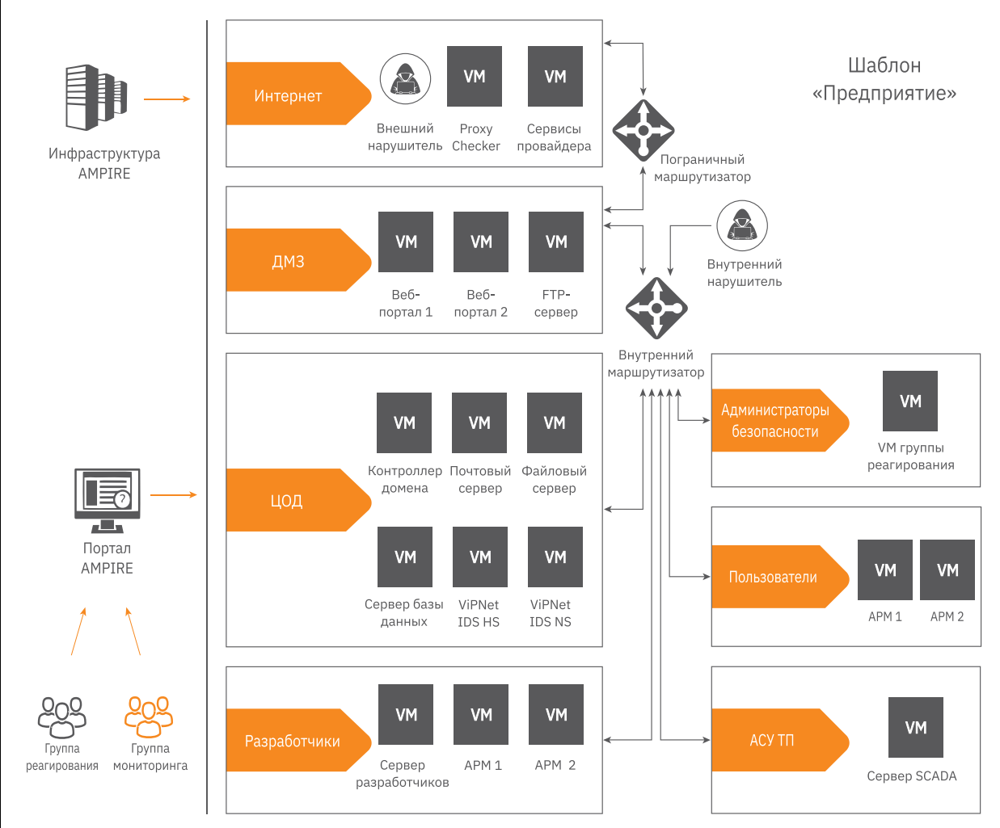 Шаблон
«Предприятие»
Инфраструктура
AMPIRE
Интернет
VM
VM
Внешний
нарушитель
Proxy
Checker
Сервисы
провайдера
Пограничный
маршрутизатор
ДМЗ
VM
VM
VM
Веб-
портал 1
Веб-
портал 2
FTP-
сервер
Внутренний
нарушитель
Внутренний
маршрутизатор
ЦОД
VM
VM
VM
Контроллер
домена
Почтовый
сервер
Файловый
сервер
VM
VM
VM
Сервер базы
данных
ViPNet
IDS HS
ViPNet
IDS NS
Администраторы
безопасности
VM
VM группы
реагирования
Портал
AMPIRE
?
Пользователи
VM
VM
АРМ 1
АРМ 2
Группа
реагирования
Группа
мониторинга
Разработчики
VM
VM
VM
Сервер
разработчиков
АРМ 1
АРМ 2
АСУ ТП
VM
Сервер SCADA